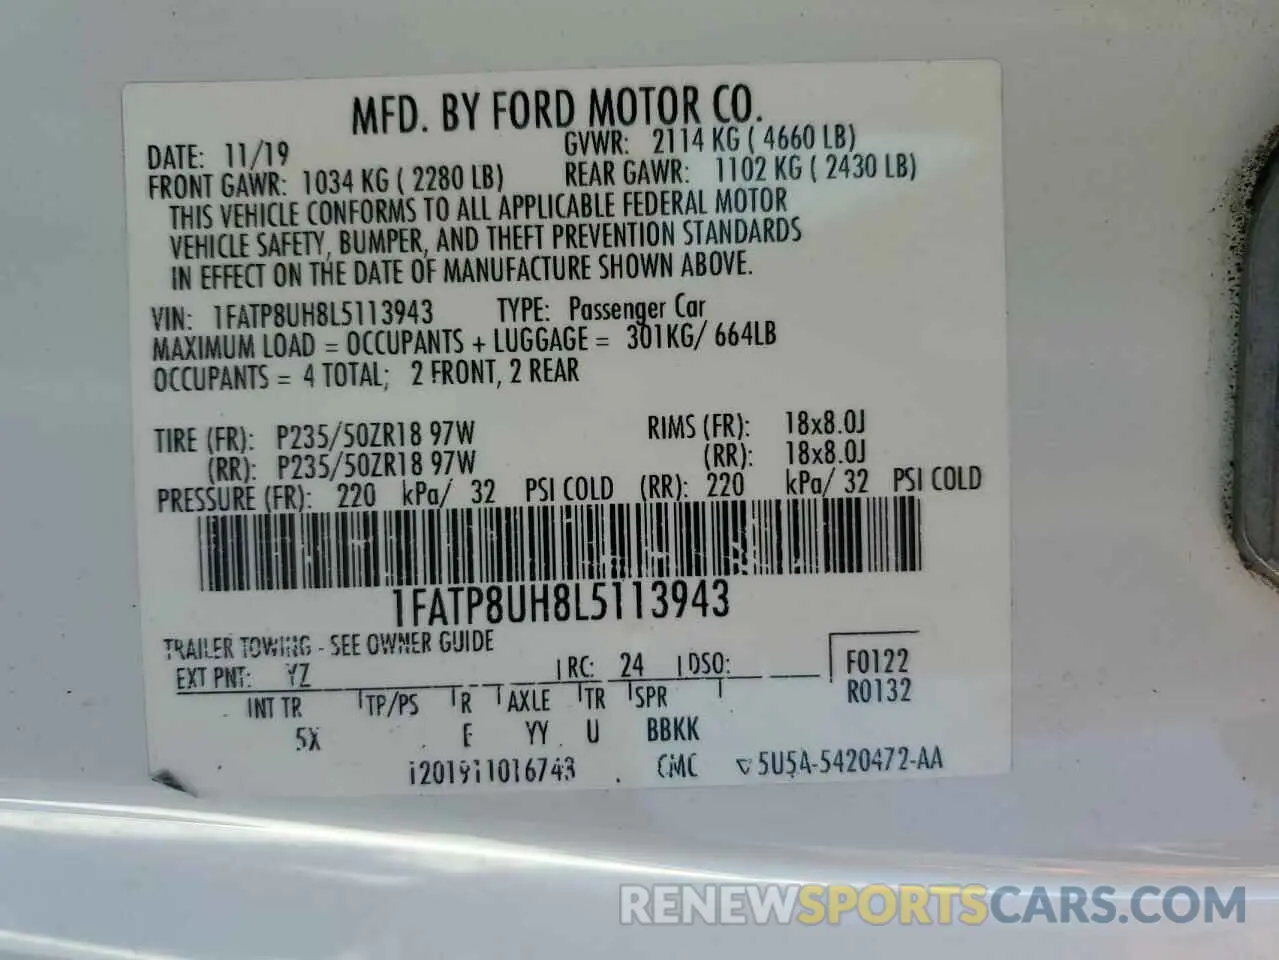 MFD. BY FORD MOTOR CO.
DATE: 11/19 GVWR: 2114 KG ( 4660 LB)
FRONT GAWR: 1034 KG ( 2280 LB) REAR GAWR: 1102 KG ( 2430 LB)
THIS VEHICLE CONFORMS TO ALL APPLICABLE FEDERAL MOTOR
VEHICLE SAFETY, BUMPER, AND THEFT PREVENTION STANDARDS
IN EFFECT ON THE DATE OF MANUFACTURE SHOWN ABOVE.
VIN: 1FATP8UH8L5113943 TYPE: Passenger Car
MAXIMUM LOAD = OCCUPANTS + LUGGAGE = 301KG/ 664LB
OCCUPANTS = 4 TOTAL; 2 FRONT, 2 REAR
TIRE (FR): P235/50ZR18 97W RIMS (FR): 18x8.0J
(RR): P235/50ZR18 97W (RR): 18x8.0J
PRESSURE (FR): 220 kPa/ 32 PSI COLD (RR): 220 kPa/ 32 PSI COLD
1FATP8UH8L5113943
TRAILER TOWING - SEE OWNER GUIDE
EXT PNT: YZ RC: 24 DSO: F0122
INT TR TP/PS R AXLE TR SPR R0132
5X E YY U BBKK
i201911016743 CMC 5U5A-5420472-AA
RENEWSPORTSCARS.COM